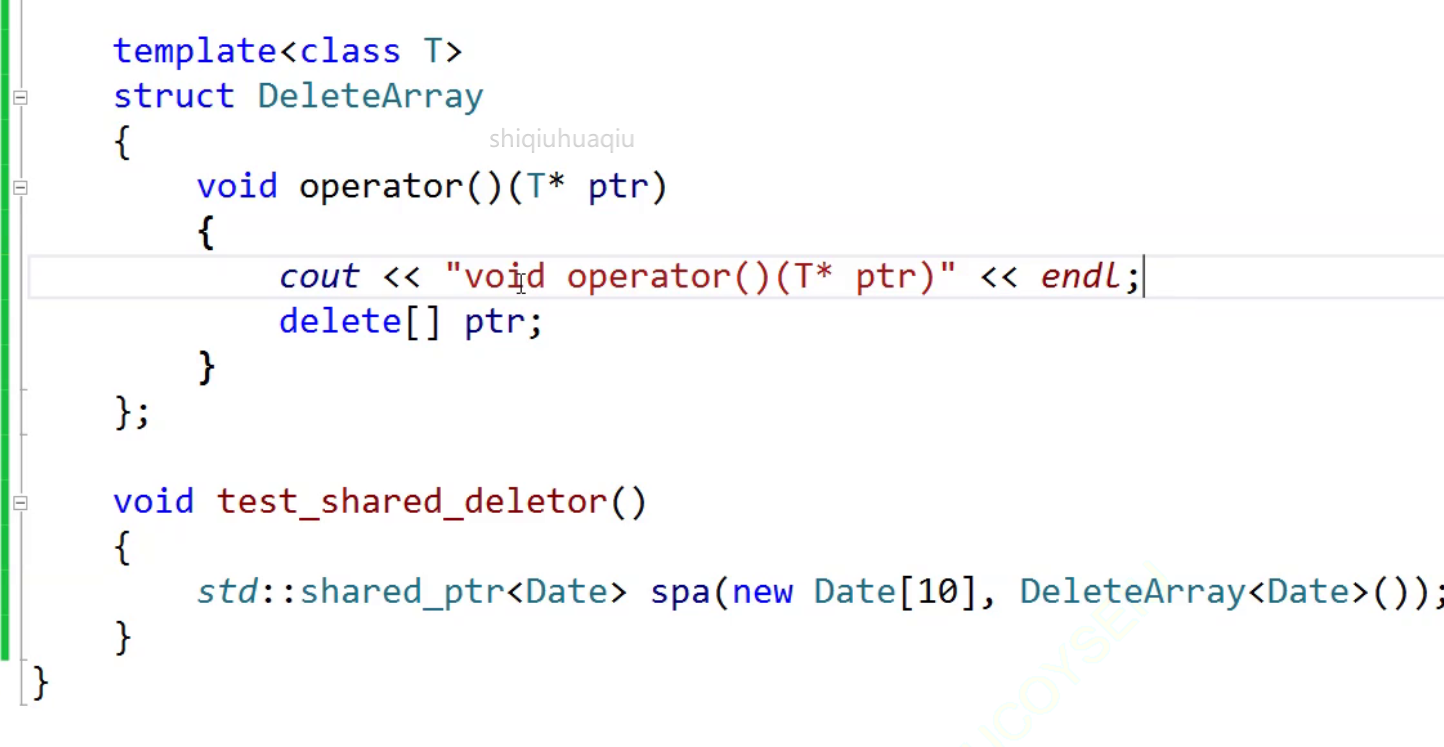 template<class T>
struct DeleteArray
{
shiqiuhuaqiu
void operator()(T* ptr)
{
cout << "void operator()(T* ptr)" << endl;
delete[] ptr;
}
};
void test_shared_deletor()
{
std::shared_ptr<Date> spa(new Date[10], DeleteArray<Date>());
}
}